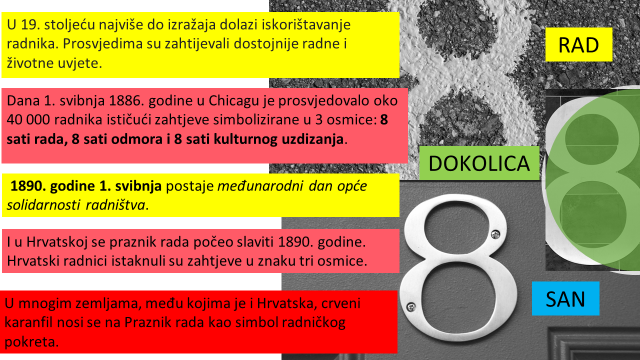 U 19. stoljeću najviše do izražaja dolazi iskorištavanje
radnika. Prosvjedima su zahtijevali dostojnije radne i
životne uvjete.
Dana 1. svibnja 1886. godine u Chicagu je prosvjedovalo oko
40 000 radnika ističući zahtjeve simbolizirane u 3 osmice: 8
sati rada, 8 sati odmora i 8 sati kulturnog uzdizanja.
1890. godine 1. svibnja postaje međunarodni dan opće
solidarnosti radništva.
I u Hrvatskoj se praznik rada počeo slaviti 1890. godine.
Hrvatski radnici istaknuli su zahtjeve u znaku tri osmice.
U mnogim zemljama, među kojima je i Hrvatska, crveni
karanfil nosi se na Praznik rada kao simbol radničkog
pokreta.
8
RAD
DOKOLICA
8
8
SAN